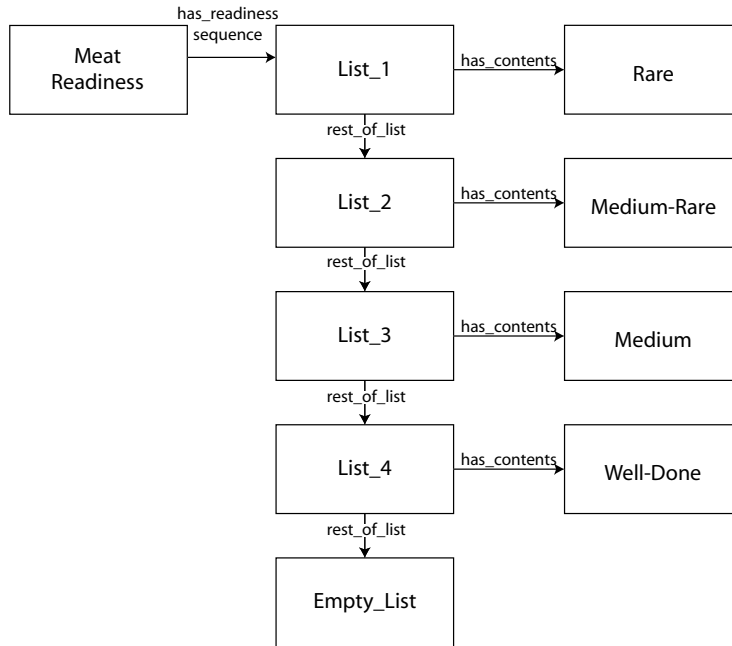 has_readiness
sequence
Meat
Readiness
List_1
has_contents
Rare
rest_of_list
List_2
has_contents
Medium-Rare
rest_of_list
List_3
has_contents
Medium
rest_of_list
List_4
has_contents
Well-Done
rest_of_list
Empty_List